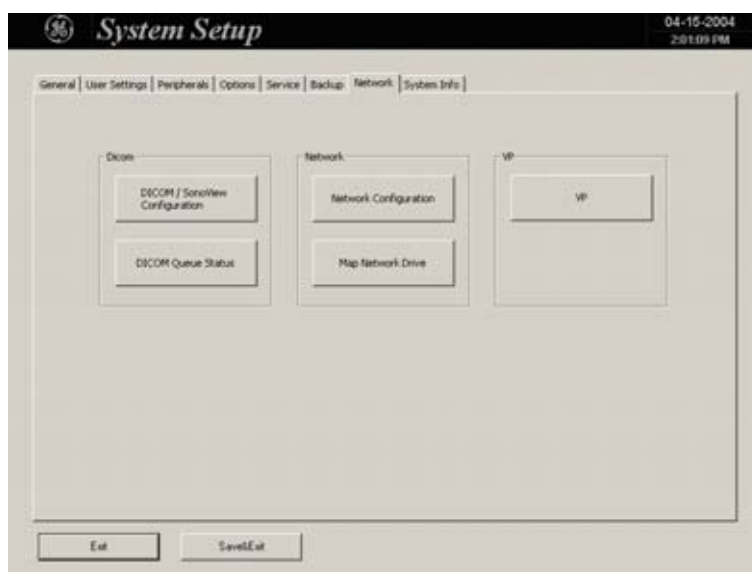 System Setup
04-15-2004
2:01:09 PM
General
User Settings
Peripherals
Options
Service
Backup
Network
System Info
Dicom
DICOM / SonoView
Configuration
DICOM Queue Status
Network
Network Configuration
Map Network Drive
VP
VP
Exit
Save&Exit